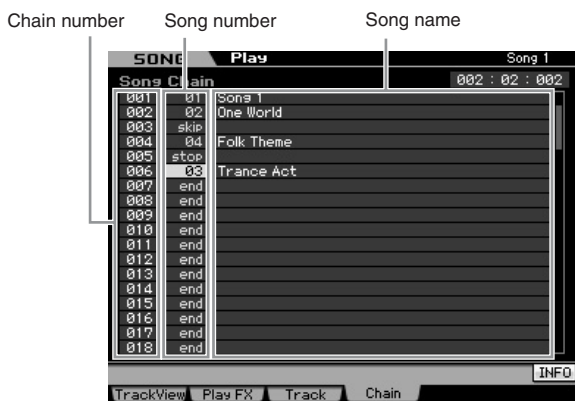 Chain number Song number Song name
SONG Play Song 1
Song Chain 002 : 02 : 002
001 01 Song 1
002 02 One World
003 skip
004 04 Folk Theme
005 stop
006 03 Trance Act
007 end
008 end
009 end
010 end
011 end
012 end
013 end
014 end
015 end
016 end
017 end
018 end
INFO
TrackView Play FX Track Chain